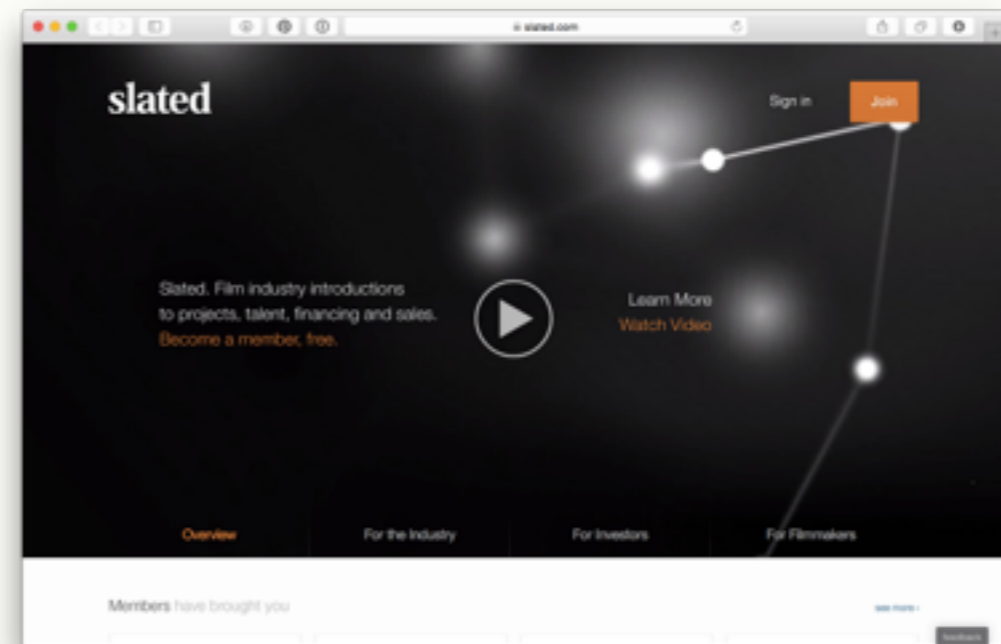 slated.com
slated
Sign in
Join
Slated. Film industry introductions
to projects, talent, financing and sales.
Become a member, free.
Learn More
Watch Video
Overview
For the Industry
For Investors
For Filmmakers
Members have brought you
see more ›
feedback